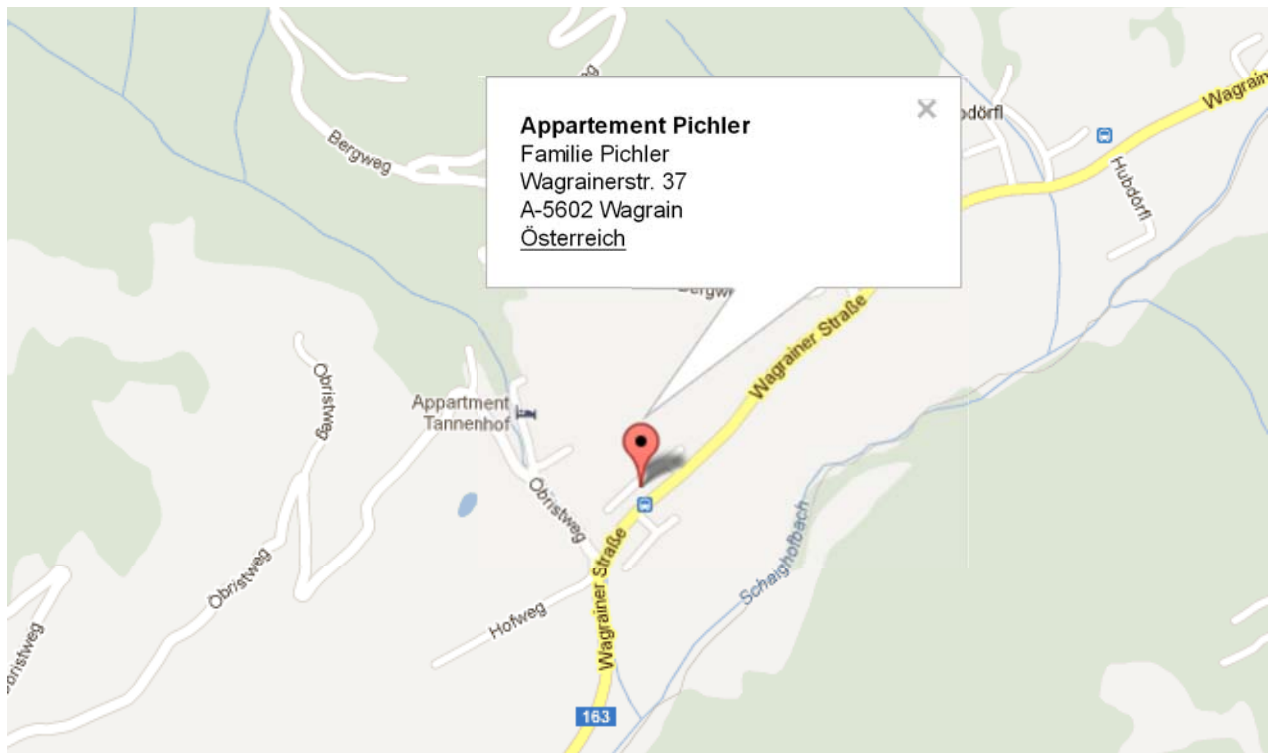 Appartement Pichler
Familie Pichler
Wagrainerstr. 37
A-5602 Wagrain
Österreich
Bergweg
Wagrain
Hubdörfl
Wagrainer Straße
Obristweg
Appartment
Tannenhof
Obristweg
Obristweg
Hofweg
Wagrainer Straße
Schaighofbach
163